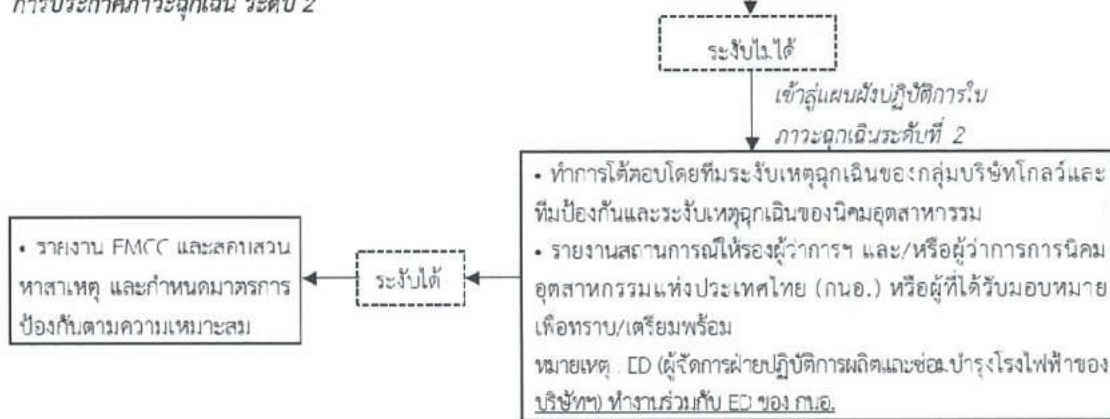 การประกาศภาวะฉุกเฉิน ระดับ 2
ระงับไม่ได้
เข้าสู่แผนผังปฏิบัติการใน
ภาวะฉุกเฉินระดับที่ 2
• ทำการโต้ตอบโดยทีมระงับเหตุฉุกเฉินของกลุ่มบริษัทโกลว์และ
ทีมป้องกันและระงับเหตุฉุกเฉินของนิคมอุตสาหกรรม
• รายงานสถานการณ์ให้รองผู้ว่าการฯ และ/หรือผู้ว่าการการนิคม
อุตสาหกรรมแห่งประเทศไทย (กนอ.) หรือผู้ที่ได้รับมอบหมาย
เพื่อทราบ/เตรียมพร้อม
หมายเหตุ : ED (ผู้จัดการฝ่ายปฏิบัติการผลิตและซ่อมบำรุงโรงไฟฟ้าของ
บริษัทฯ) ทำงานร่วมกับ ED ของ กนอ.
ระงับได้
• รายงาน EMCC และสอบสวน
หาสาเหตุ และกำหนดมาตรการ
ป้องกันตามความเหมาะสม